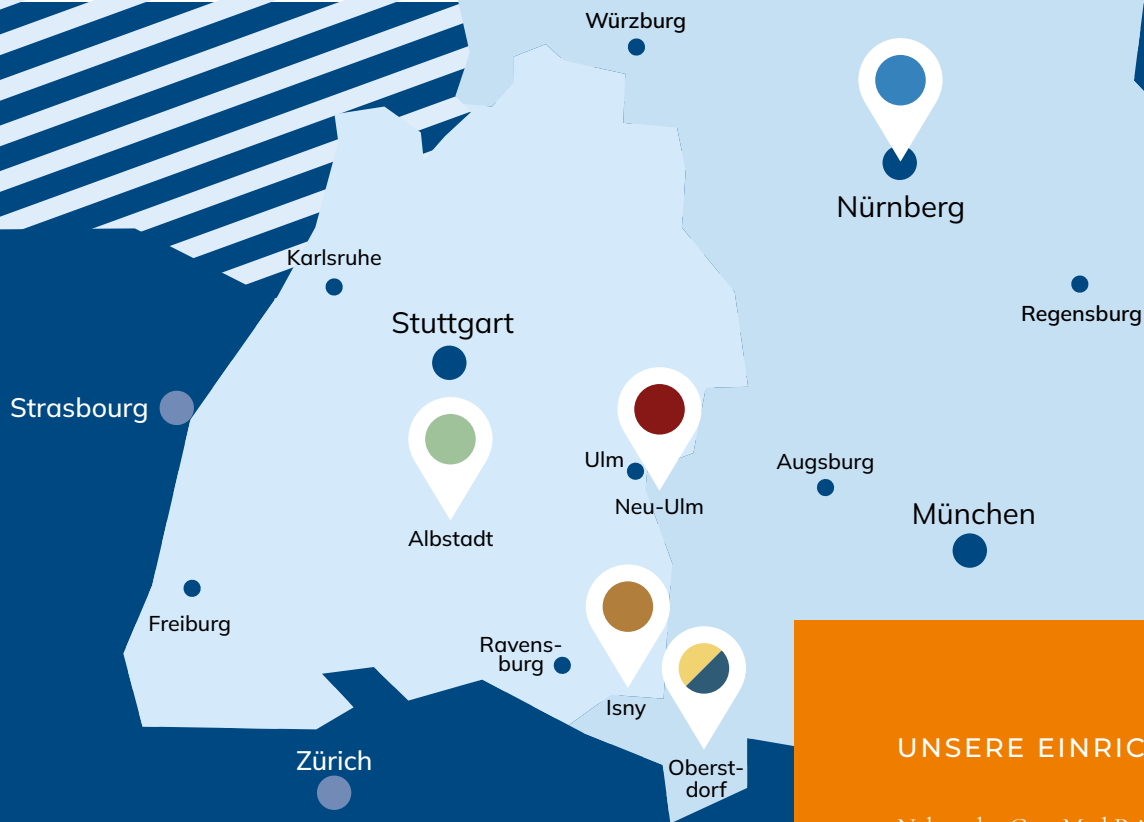 Würzburg
Nürnberg
Karlsruhe
Stuttgart
Regensburg
Strasbourg
Ulm
Augsburg
Neu-Ulm
München
Albstadt
Freiburg
Ravens-
burg
Isny
Zürich
Oberst-
dorf
UNSERE EINRIC